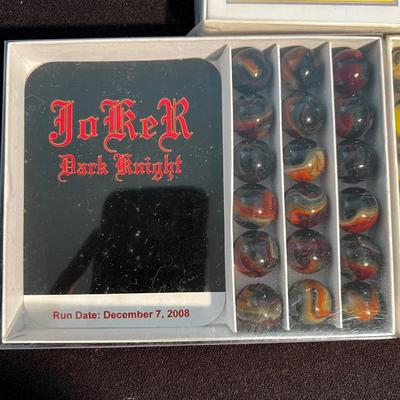 JoKeR
Dark Knight
Run Date: December 7, 2008